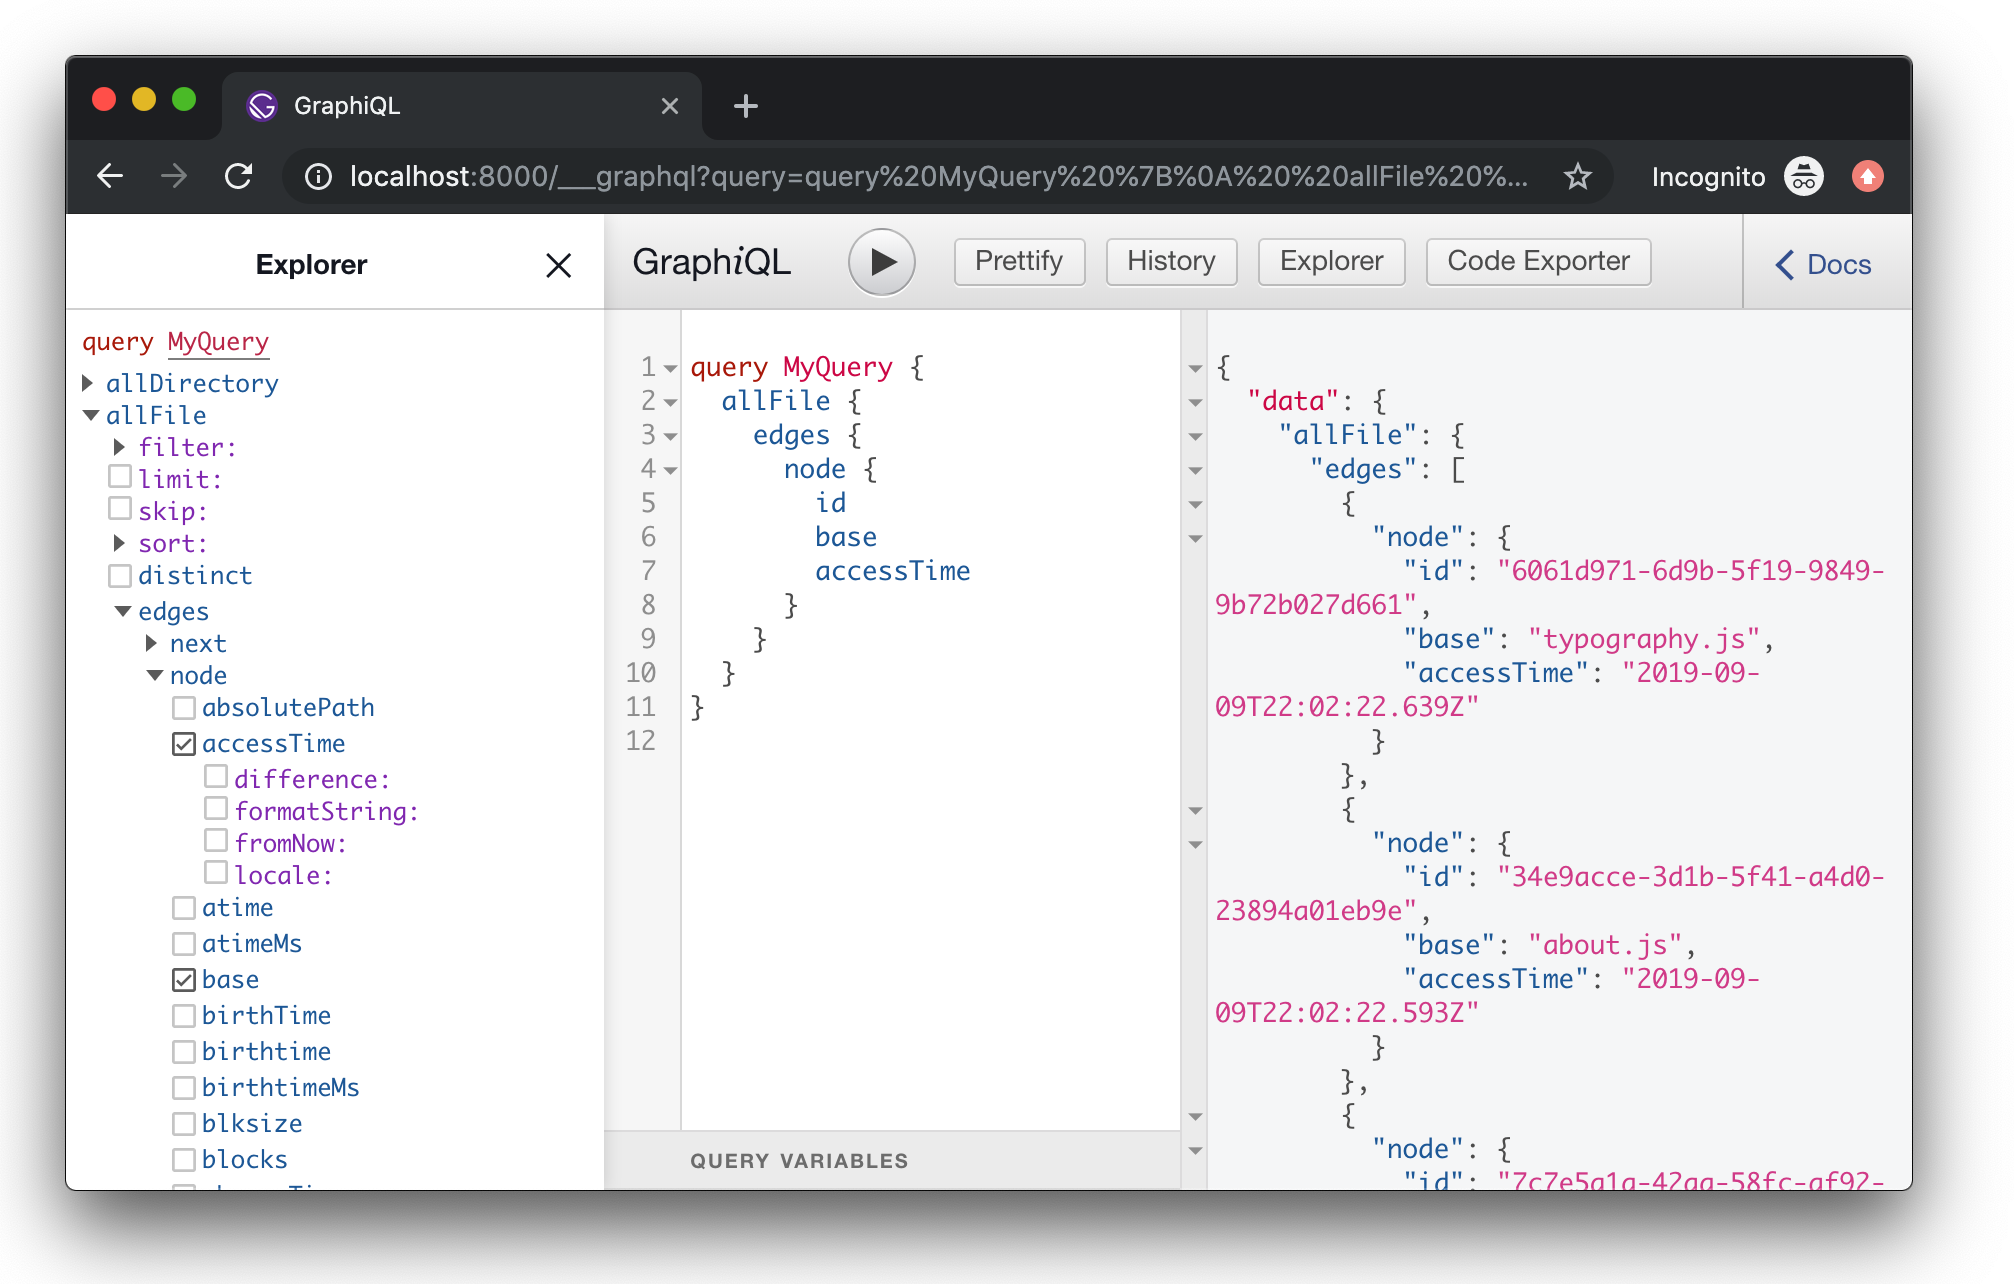 GraphiQL
localhost:8000/___graphql?query=query%20MyQuery%20%7B%0A%20%20allFile%20%...
Incognito
Explorer
query MyQuery
allDirectory
allFile
filter:
limit:
skip:
sort:
distinct
edges
next
node
absolutePath
accessTime
difference:
formatString:
fromNow:
locale:
atime
atimeMs
base
birthTime
birthtime
birthtimeMs
blksize
blocks
GraphiQL
Prettify
History
Explorer
Code Exporter
Docs
1 query MyQuery {
2 allFile {
3 edges {
4 node {
5 id
6 base
7 accessTime
8 }
9 }
10 }
11 }
12
QUERY VARIABLES
{
"data": {
"allFile": {
"edges": [
{
"node": {
"id": "6061d971-6d9b-5f19-9849-
9b72b027d661",
"base": "typography.js",
"accessTime": "2019-09-
09T22:02:22.639Z"
}
},
{
"node": {
"id": "34e9acce-3d1b-5f41-a4d0-
23894a01eb9e",
"base": "about.js",
"accessTime": "2019-09-
09T22:02:22.593Z"
}
},
{
"node": {
"id": "7c7e5a1a-42aa-58fc-af92-